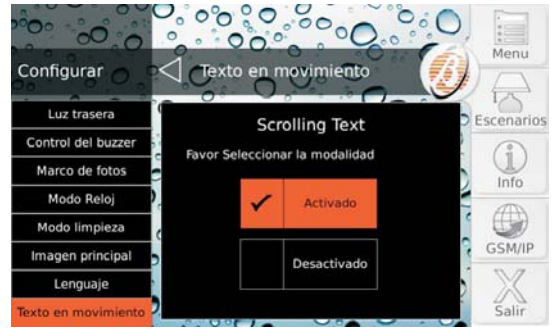 Configurar
Texto en movimiento
Luz trasera
Control del buzzer
Marco de fotos
Modo Reloj
Modo limpieza
Imagen principal
Lenguaje
Texto en movimiento
Scrolling Text
Favor Seleccionar la modalidad
Activado
Desactivado
Menu
Escenarios
Info
GSM/IP
Salir